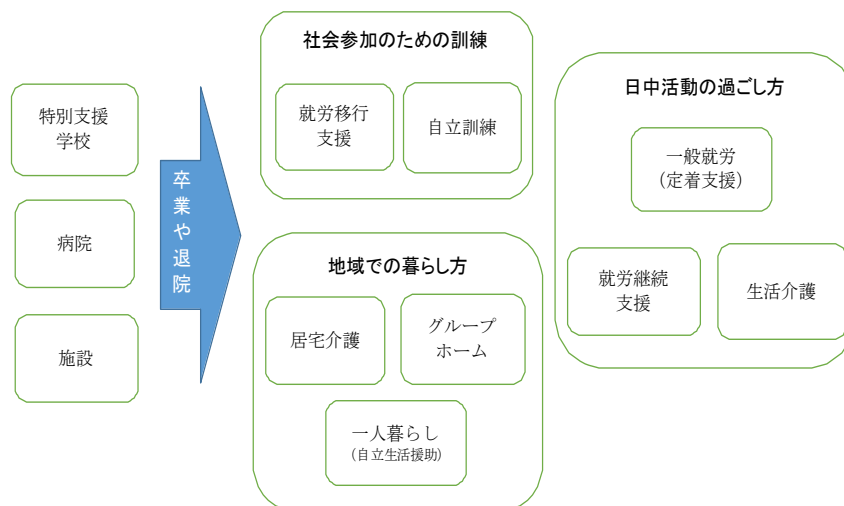 特別支援
学校
病院
施設
卒業や退院
社会参加のための訓練
就労移行
支援
自立訓練
地域での暮らし方
居宅介護
グループ
ホーム
一人暮らし
(自立生活援助)
日中活動の過ごし方
一般就労
(定着支援)
就労継続
支援
生活介護